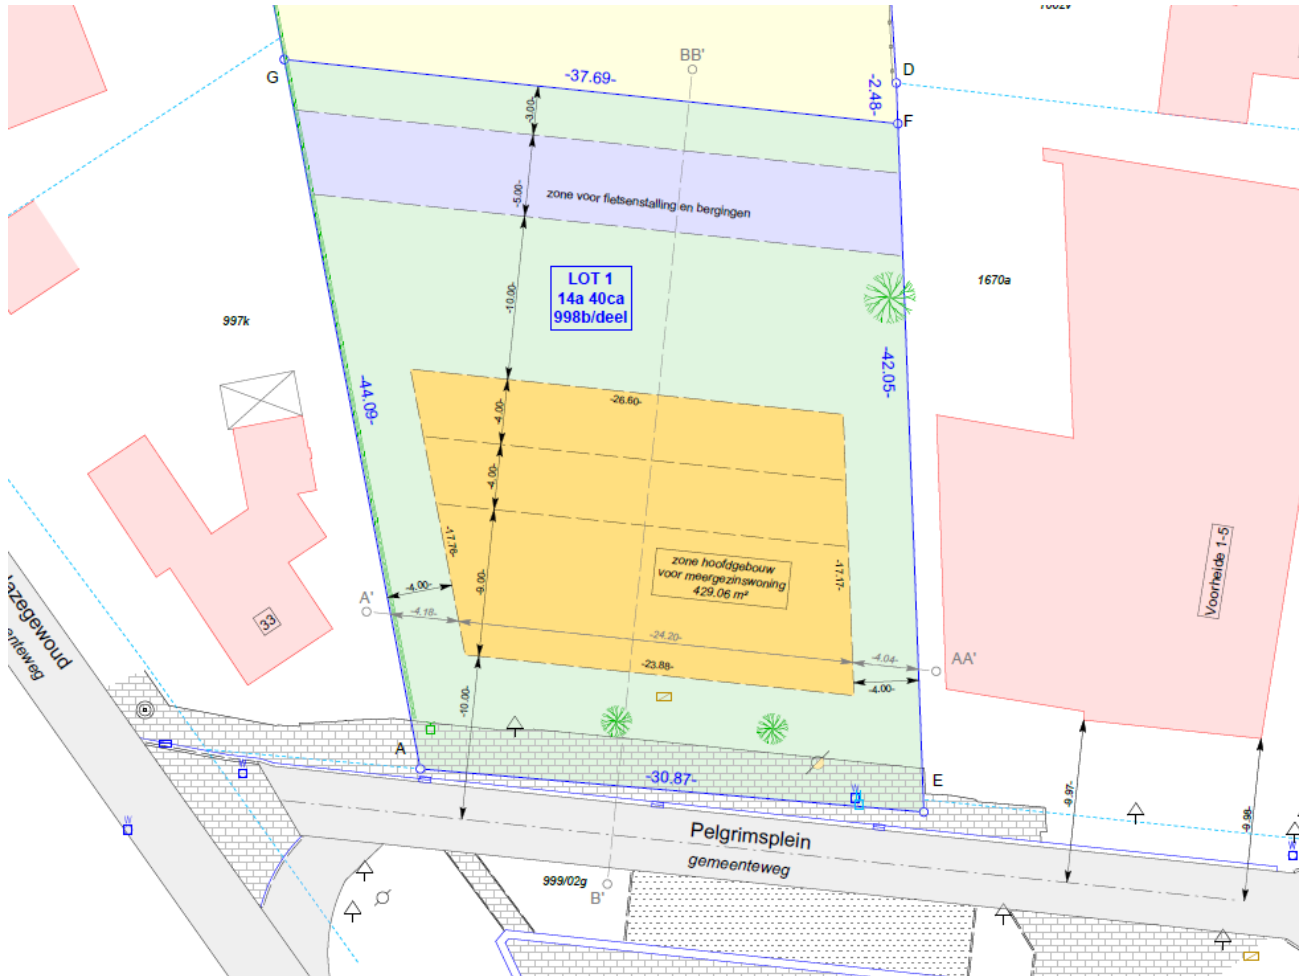 1002v
BB'
D
G
-37.69-
-2.48-
F
-3.00-
-5.00-
zone voor fietsenstalling en bergingen
LOT 1
14a 40ca
998b/deel
1670a
-10.00-
997k
-44.09-
-42.05-
-26.60-
-4.00-
-4.00-
-17.76-
-9.00-
zone hoofdgebouw
voor meergezinswoning
429.06 m²
-17.17-
Voorheide 1-5
-4.00-
A'
-4.18-
33
-24.20-
-4.04-
AA'
-23.88-
-4.00-
azegewoud
enteweg
-10.00-
A
-30.87-
E
-9.97-
-9.98-
Pelgrimsplein
gemeenteweg
999/02g
B'